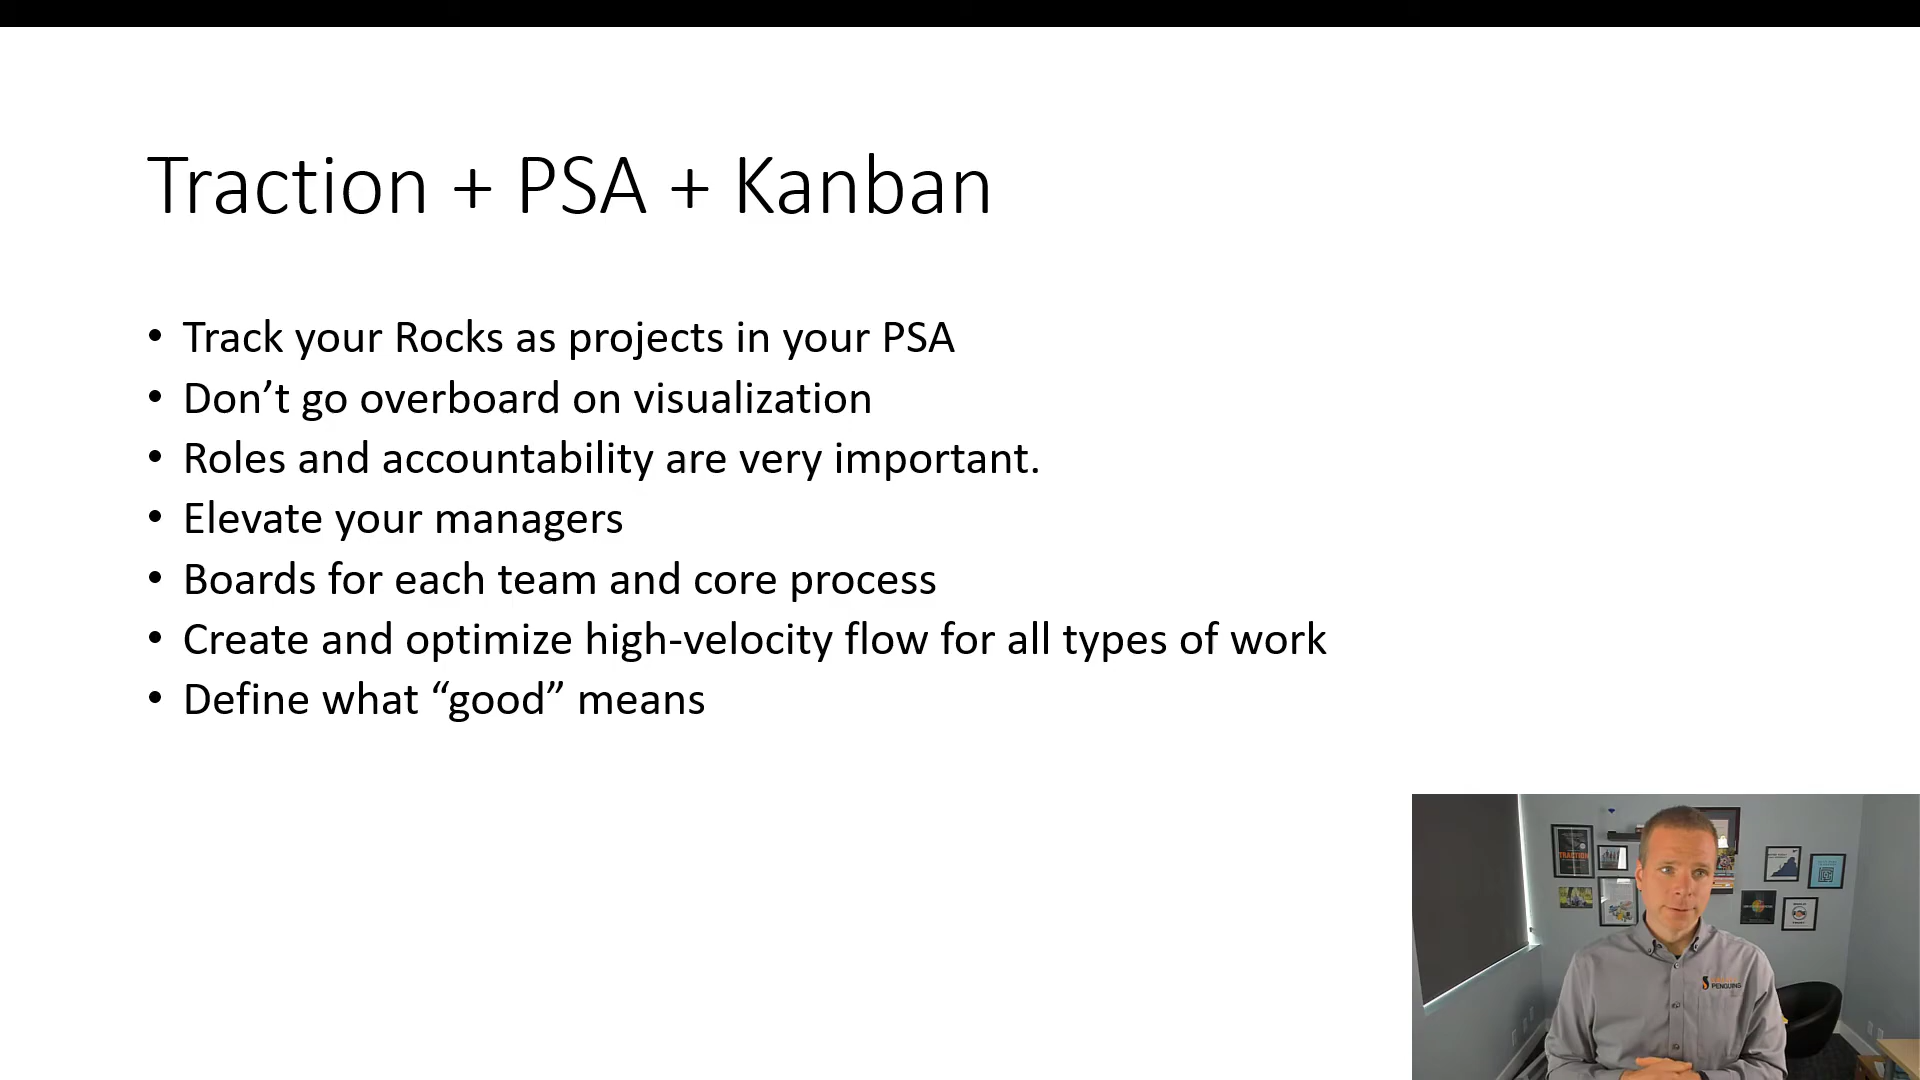 Traction + PSA + Kanban
• Track your Rocks as projects in your PSA
• Don’t go overboard on visualization
• Roles and accountability are very important.
• Elevate your managers
• Boards for each team and core process
• Create and optimize high-velocity flow for all types of work
• Define what “good” means
TRACTION
PENGUINS